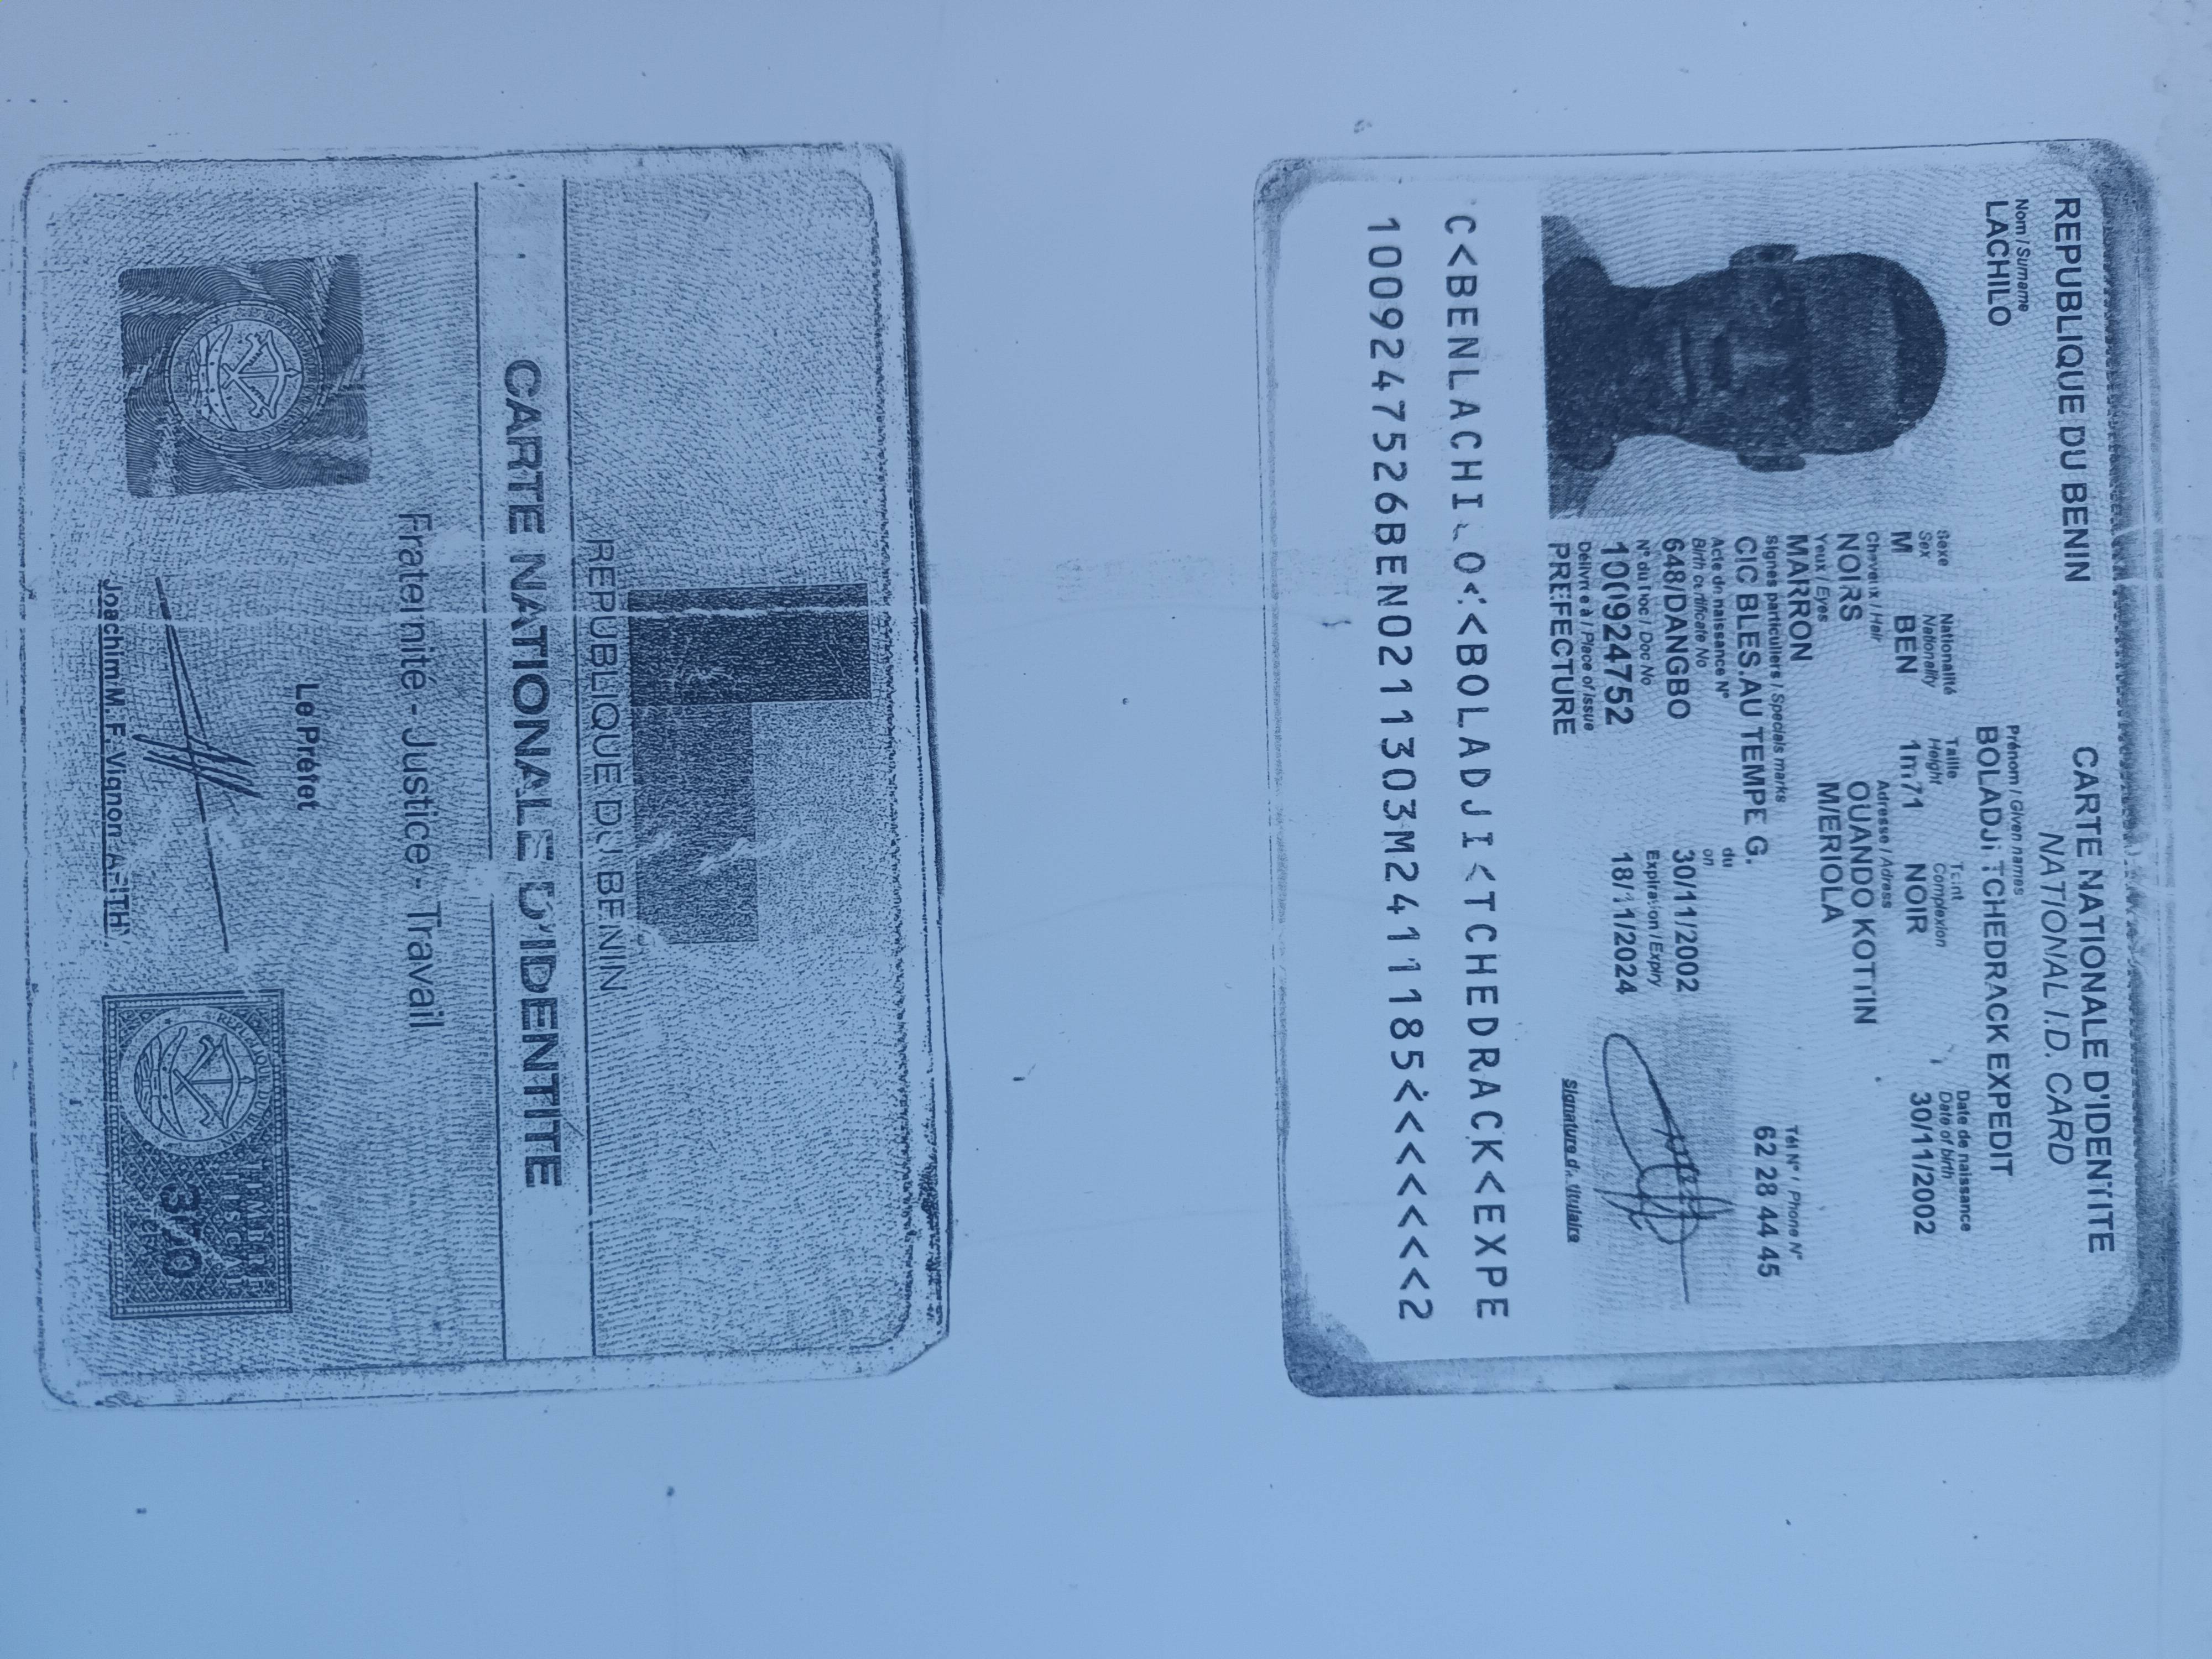 REPUBLIQUE DU BENIN
CARTE NATIONALE D'IDENTITE
NATIONAL I.D. CARD
Nom / Surname
LACHILO
Prénom / Given names
BOLADJI TCHEDRACK EXPEDIT
Sexe Nationalité Taille Teint Date de naissance
Sex Nationality Height Complexion Date of birth
M BEN 1m71 NOIR 30/11/2002
Cheveux / Hair Adresse / Adress
NOIRS OUANDO KOTTIN
Yeux / Eyes M/ERIOLA
MARRON
Signes particuliers / Specials marks Tél N° / Phone N°
CIC BLES.AU TEMPE G. 62 28 44 45
Acte de naissance N° du
Birth certificate No on
648/DANGBO 30/11/2002
N° du Doc / Doc No Expiration / Expiry
100924752 18/11/2024
Délivré à / Place of issue
PREFECTURE
Signature du titulaire
C<BENLACHILO<<BOLADJI<TCHEDRACK<EXPE
1009247526BEN0211303M2411185<<<<<<<2
REPUBLIQUE DU BENIN
CARTE NATIONALE D'IDENTITE
Fraternité - Justice - Travail
Le Préfet
Joachim M. F. Vignon
REPUBLIQUE DU BENIN
TIMBRE
FISCAL